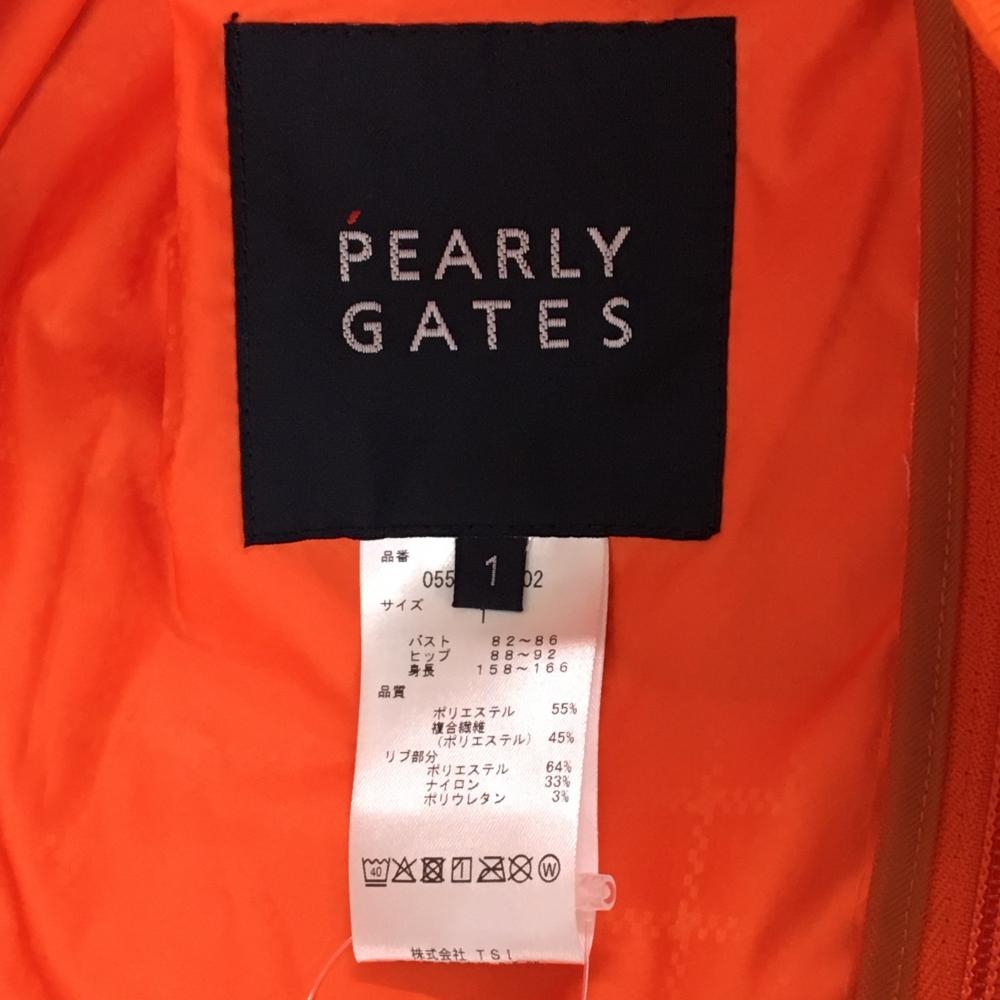 PEARLY
GATES
1
品番
055 02
サイズ
バスト 82～86
ヒップ 88～92
身長 158～166
品質
ポリエステル 55%
複合繊維
(ポリエステル) 45%
リブ部分
ポリエステル 64%
ナイロン 33%
ポリウレタン 3%
40 W
株式会社 TSI